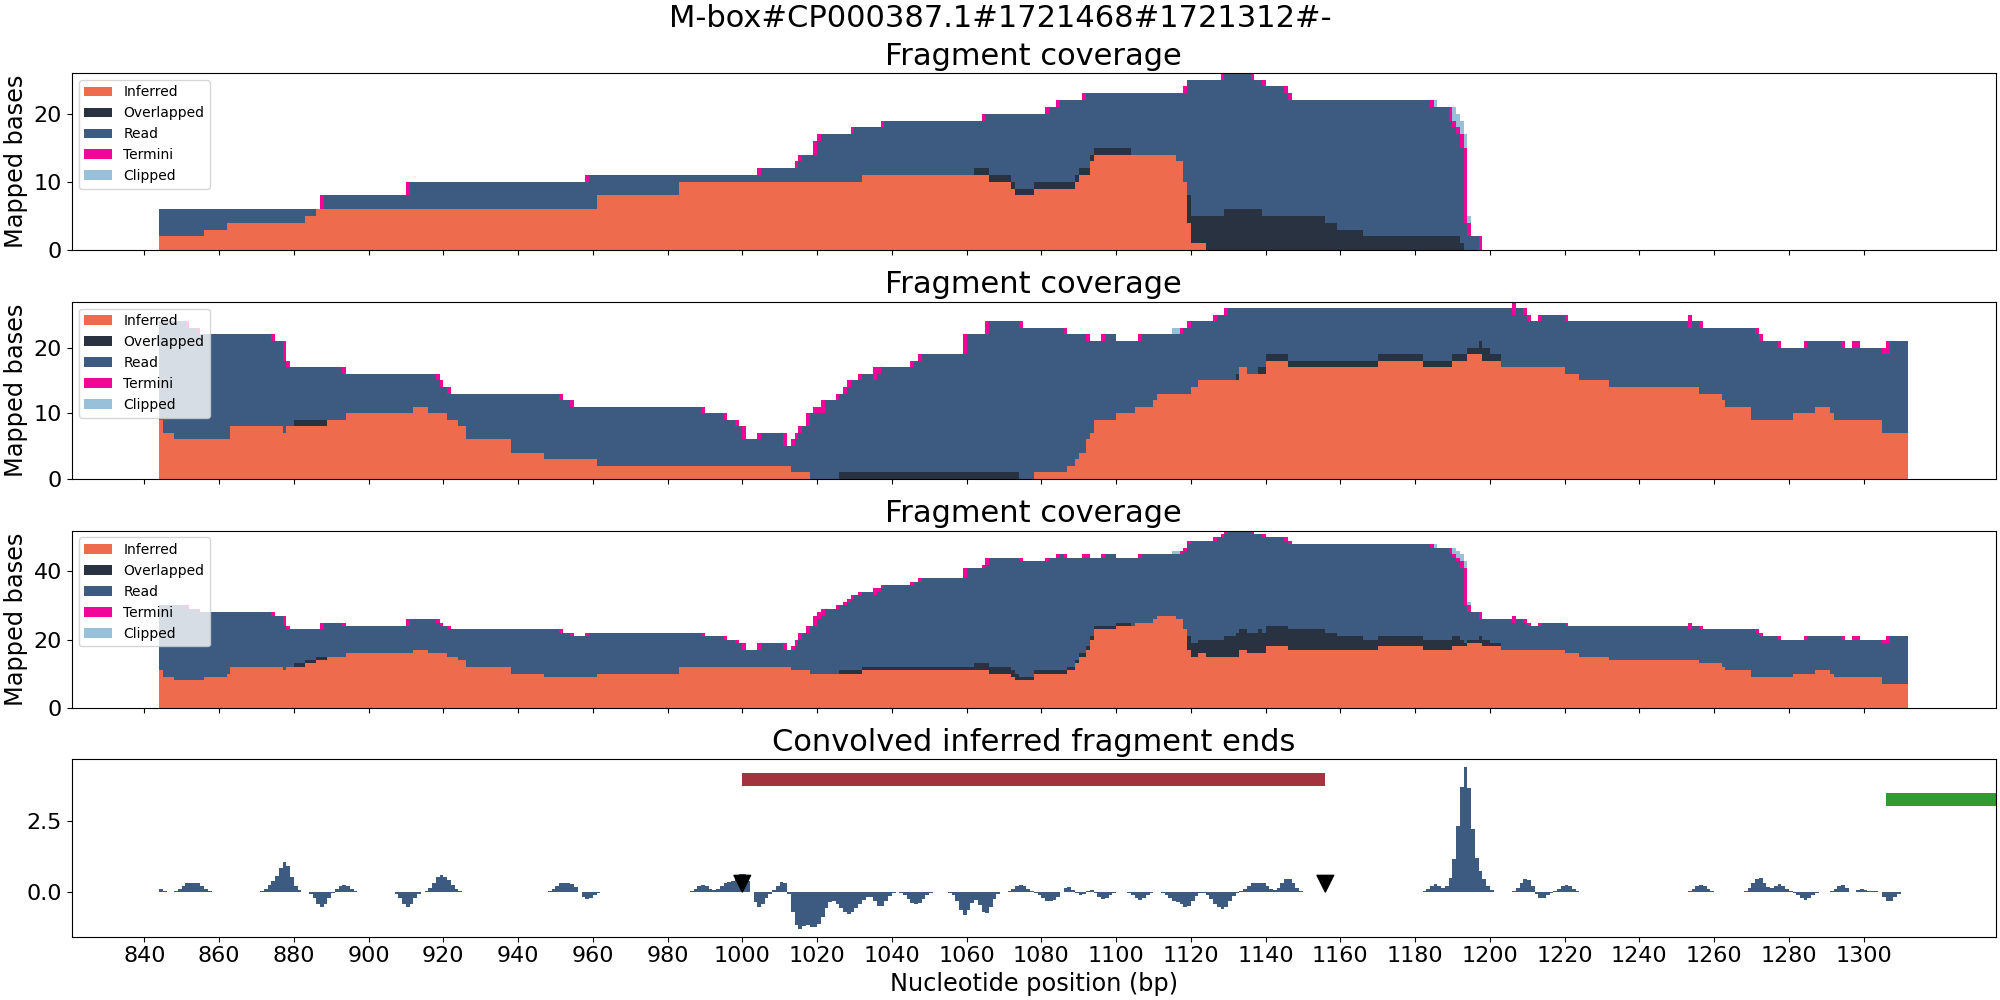 M-box#CP000387.1#1721468#1721312#-
Fragment coverage
Mapped bases
20
10
0
Inferred
Overlapped
Read
Termini
Clipped
Fragment coverage
Mapped bases
20
10
0
Inferred
Overlapped
Read
Termini
Clipped
Fragment coverage
Mapped bases
40
20
0
Inferred
Overlapped
Read
Termini
Clipped
Convolved inferred fragment ends
2.5
0.0
840 860 880 900 920 940 960 980 1000 1020 1040 1060 1080 1100 1120 1140 1160 1180 1200 1220 1240 1260 1280 1300
Nucleotide position (bp)